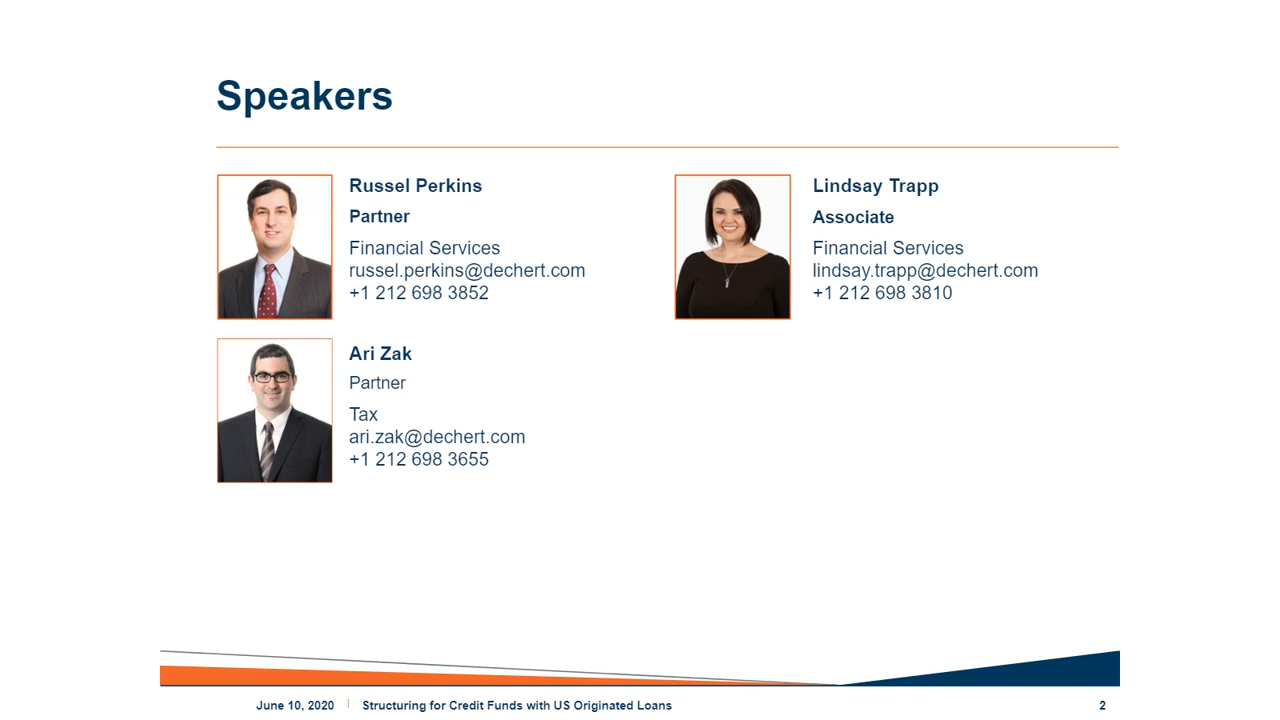 Speakers
Russel Perkins
Partner
Financial Services
russel.perkins@dechert.com
+1 212 698 3852
Lindsay Trapp
Associate
Financial Services
lindsay.trapp@dechert.com
+1 212 698 3810
Ari Zak
Partner
Tax
ari.zak@dechert.com
+1 212 698 3655
June 10, 2020 | Structuring for Credit Funds with US Originated Loans 2